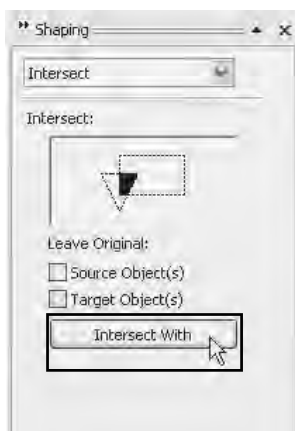 Shaping
Intersect
Intersect:
Leave Original:
Source Object(s)
Target Object(s)
Intersect With